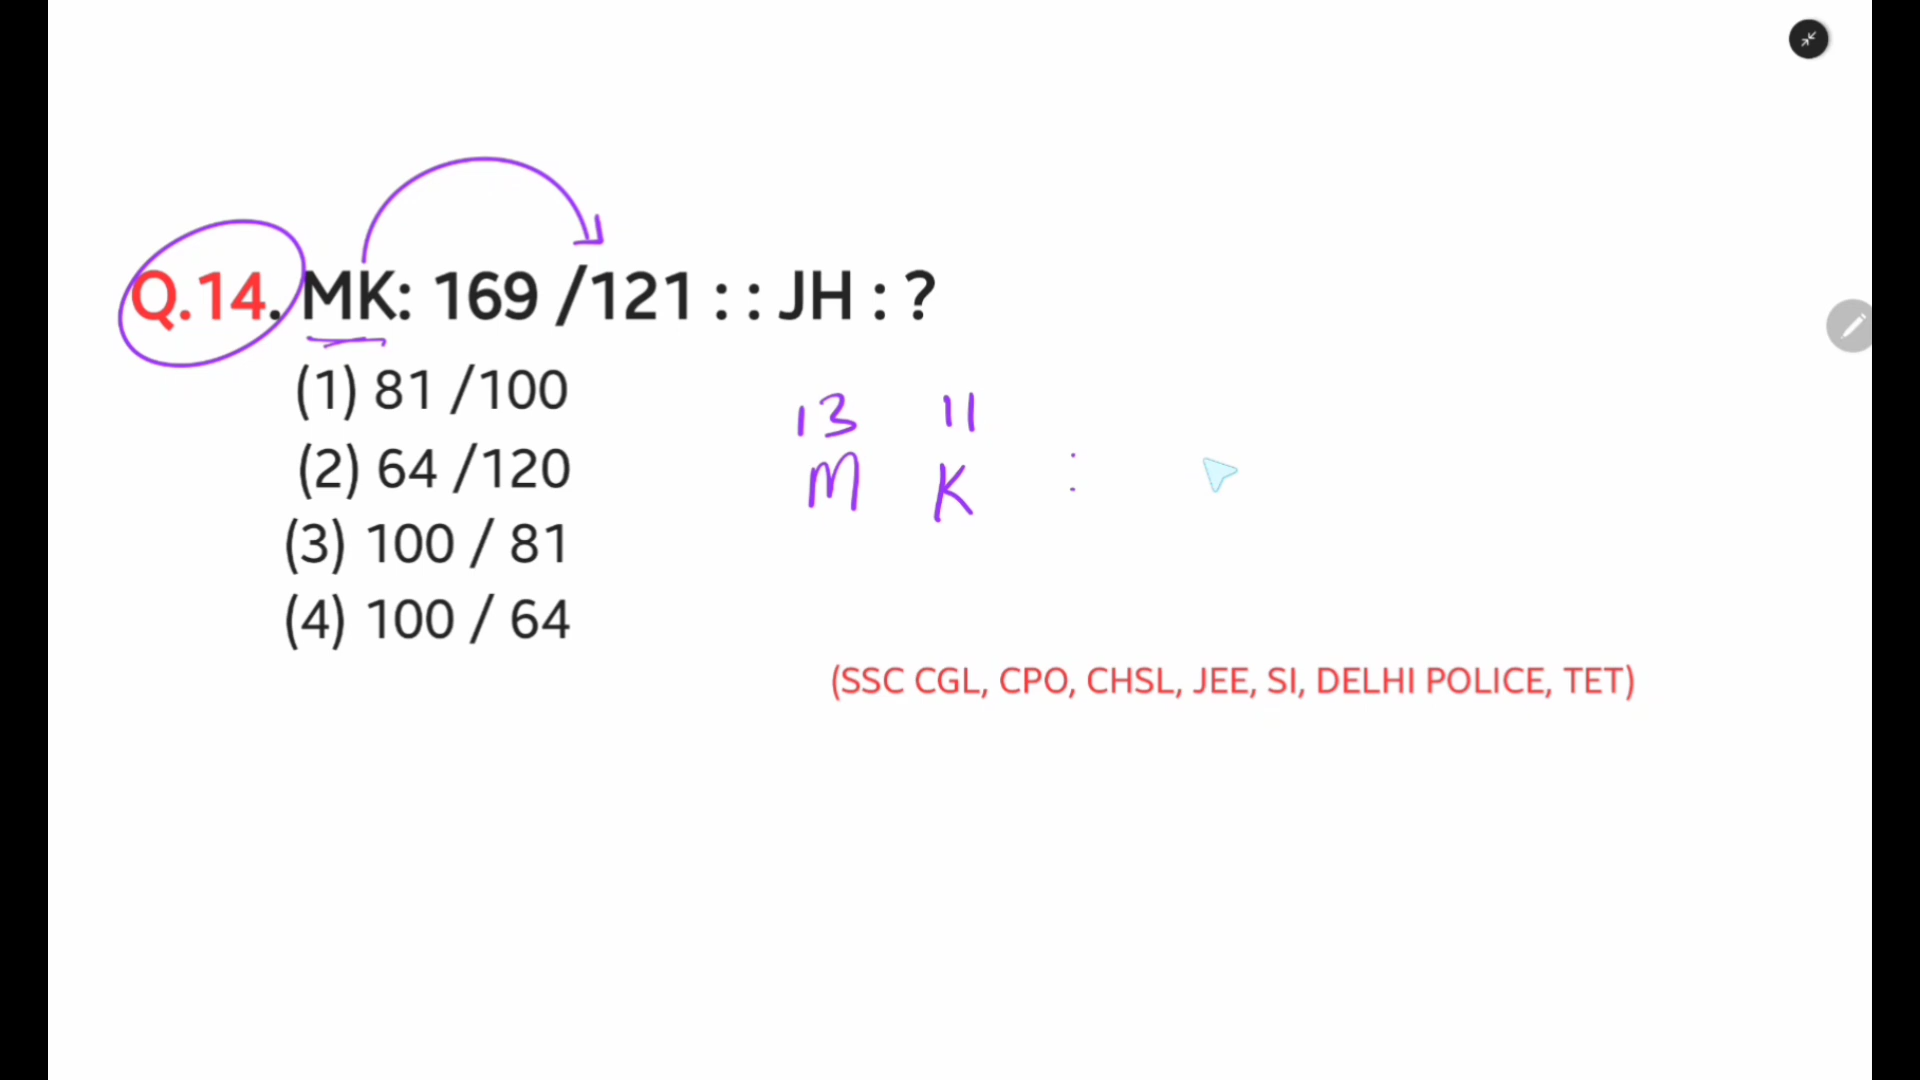 Q.14. MK: 169 /121 : : JH : ?
(1) 81 /100
(2) 64 /120
(3) 100 / 81
(4) 100 / 64
13 11
M K :
(SSC CGL, CPO, CHSL, JEE, SI, DELHI POLICE, TET)